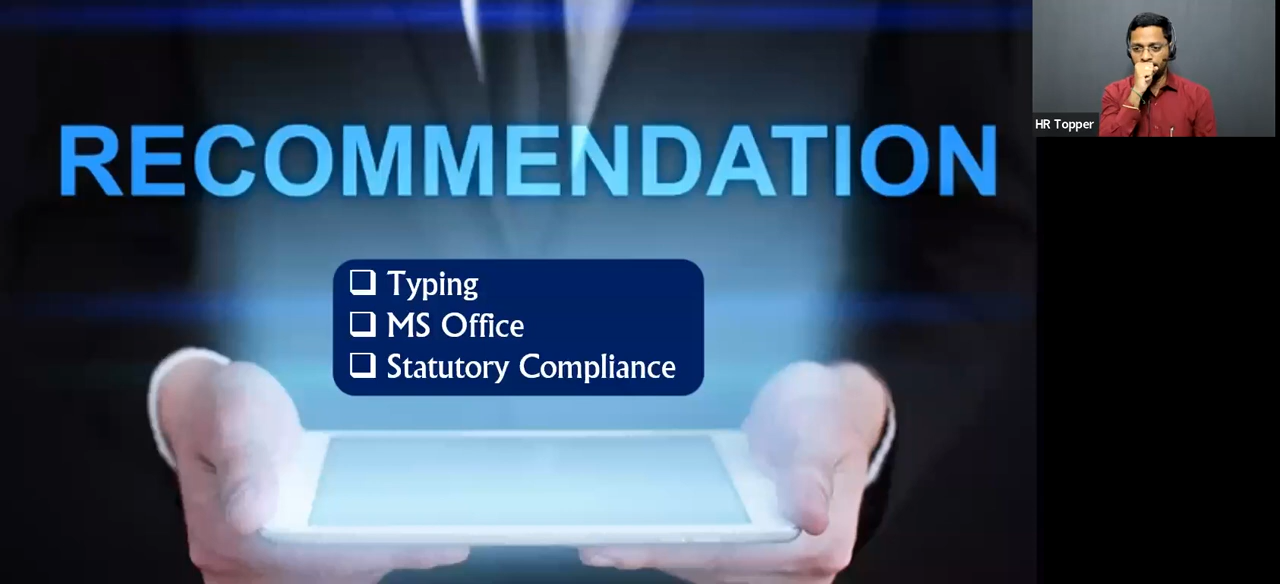 RECOMMENDATION
Typing
MS Office
Statutory Compliance
HR Topper